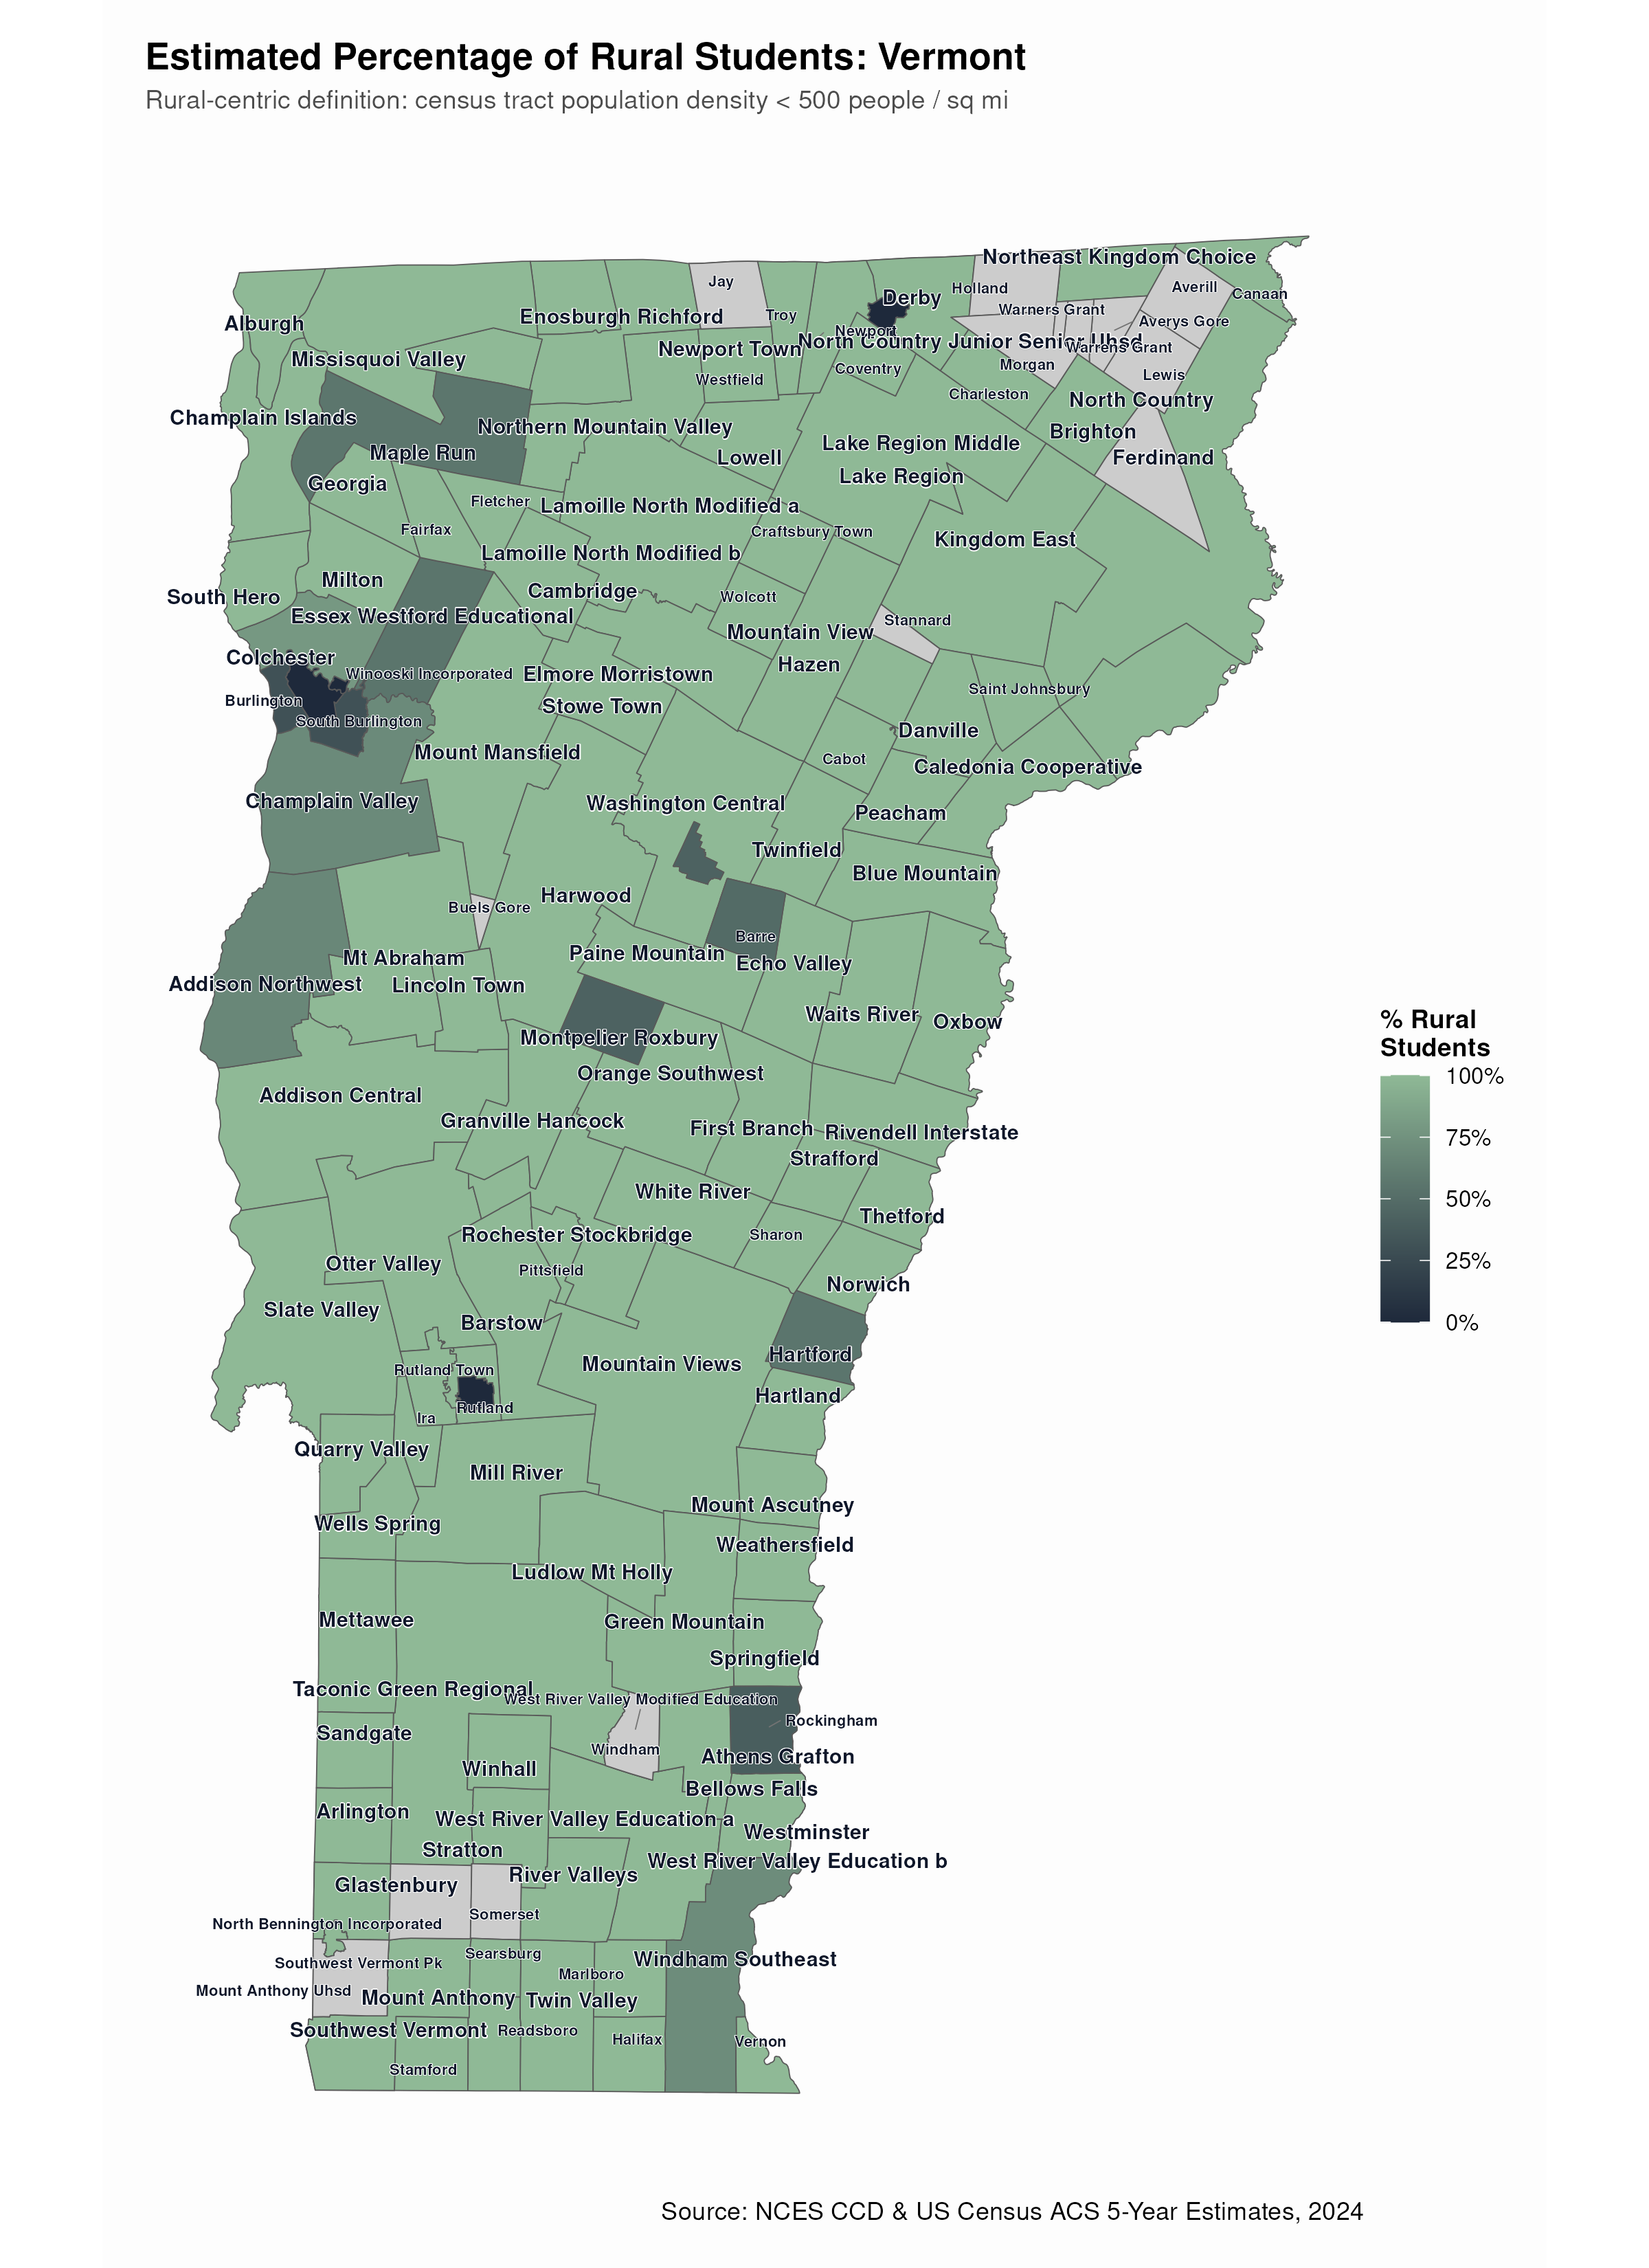 Estimated Percentage of Rural Students: Vermont
Rural-centric definition: census tract population density < 500 people / sq mi
Northeast Kingdom Choice
Jay
Holland
Averill
Canaan
Derby
Warners Grant
Enosburgh Richford
Troy
Averys Gore
Alburgh
Newport
North Country Junior Senior Uhsd
Warrens Grant
Newport Town
Missisquoi Valley
Coventry
Morgan
Lewis
Westfield
Charleston
North Country
Champlain Islands
Northern Mountain Valley
Brighton
Lake Region Middle
Maple Run
Lowell
Ferdinand
Lake Region
Georgia
Fletcher
Lamoille North Modified a
Fairfax
Craftsbury Town
Kingdom East
Lamoille North Modified b
Milton
Cambridge
South Hero
Wolcott
Essex Westford Educational
Stannard
Mountain View
Colchester
Hazen
Winooski Incorporated
Elmore Morristown
Saint Johnsbury
Burlington
Stowe Town
South Burlington
Danville
Mount Mansfield
Cabot
Caledonia Cooperative
Champlain Valley
Washington Central
Peacham
Twinfield
Blue Mountain
Harwood
Buels Gore
Barre
Paine Mountain
Mt Abraham
Echo Valley
Addison Northwest
Lincoln Town
Waits River
Oxbow
% Rural
Students
Montpelier Roxbury
Orange Southwest
100%
Addison Central
Granville Hancock
First Branch
Rivendell Interstate
75%
Strafford
White River
50%
Thetford
Rochester Stockbridge
Sharon
Otter Valley
Pittsfield
25%
Norwich
Slate Valley
Barstow
0%
Hartford
Mountain Views
Rutland Town
Hartland
Rutland
Ira
Quarry Valley
Mill River
Mount Ascutney
Wells Spring
Weathersfield
Ludlow Mt Holly
Mettawee
Green Mountain
Springfield
Taconic Green Regional
West River Valley Modified Education
Rockingham
Sandgate
Windham
Athens Grafton
Winhall
Bellows Falls
Arlington
West River Valley Education a
Westminster
Stratton
West River Valley Education b
River Valleys
Glastenbury
Somerset
North Bennington Incorporated
Searsburg
Windham Southeast
Southwest Vermont Pk
Marlboro
Mount Anthony Uhsd
Mount Anthony
Twin Valley
Southwest Vermont
Readsboro
Halifax
Vernon
Stamford
Source: NCES CCD & US Census ACS 5-Year Estimates, 2024